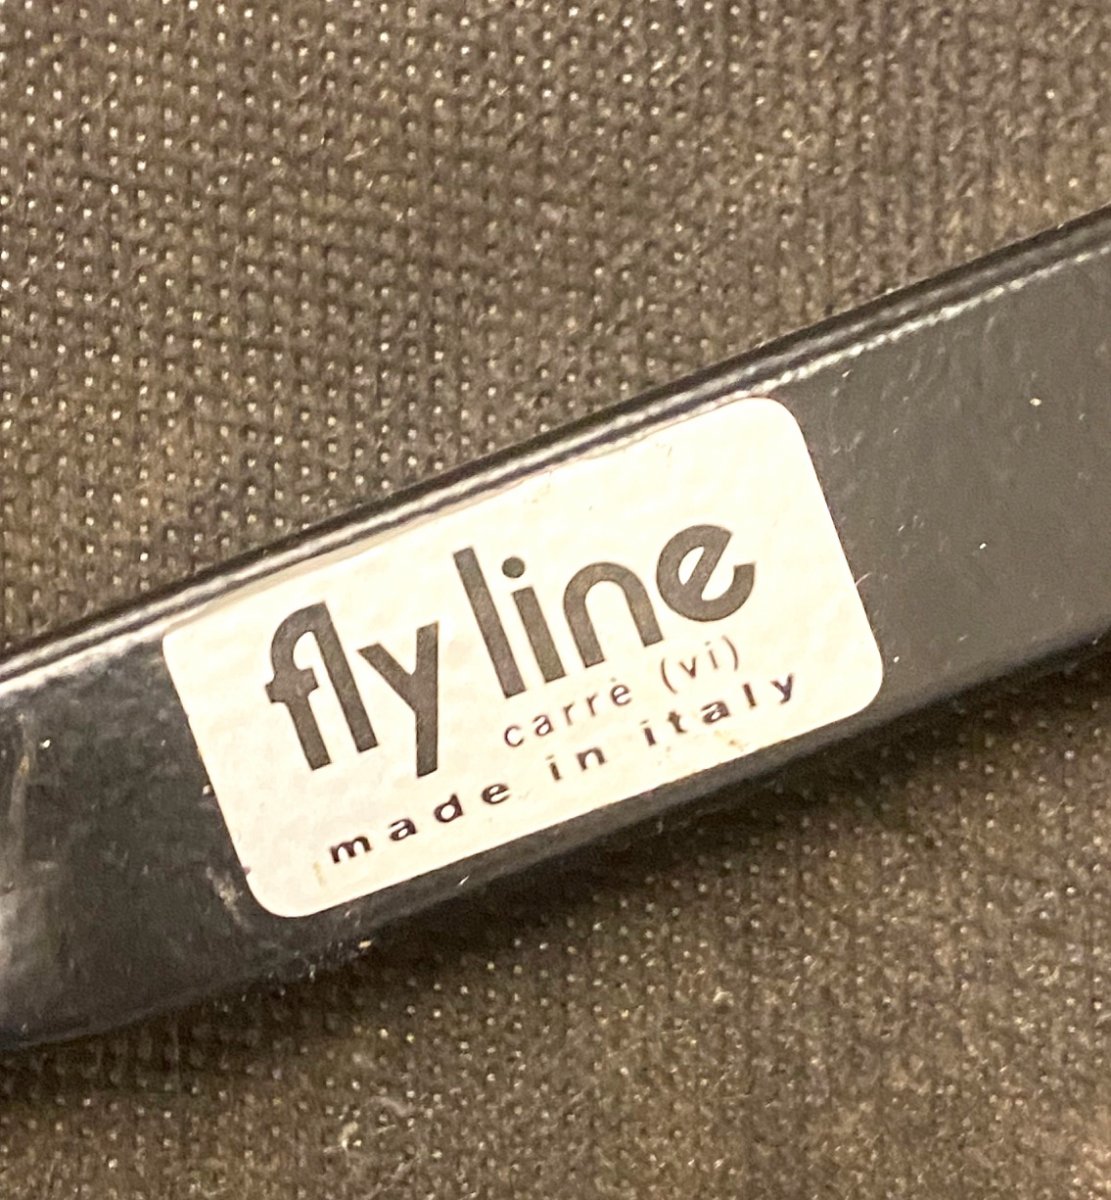 fly line
carrè (vi)
made in italy